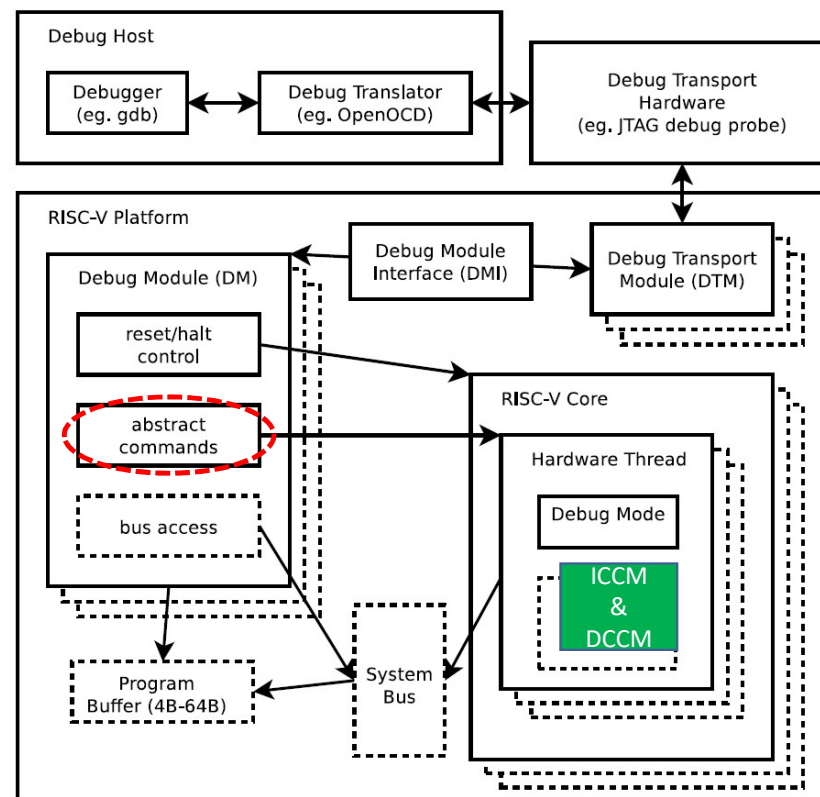 Debug Host
Debugger
(eg. gdb)
Debug Translator
(eg. OpenOCD)
Debug Transport
Hardware
(eg. JTAG debug probe)
RISC-V Platform
Debug Module (DM)
Debug Module
Interface (DMI)
Debug Transport
Module (DTM)
reset/halt
control
abstract
commands
bus access
RISC-V Core
Hardware Thread
Debug Mode
ICCM
&
DCCM
Program
Buffer (4B-64B)
System
Bus